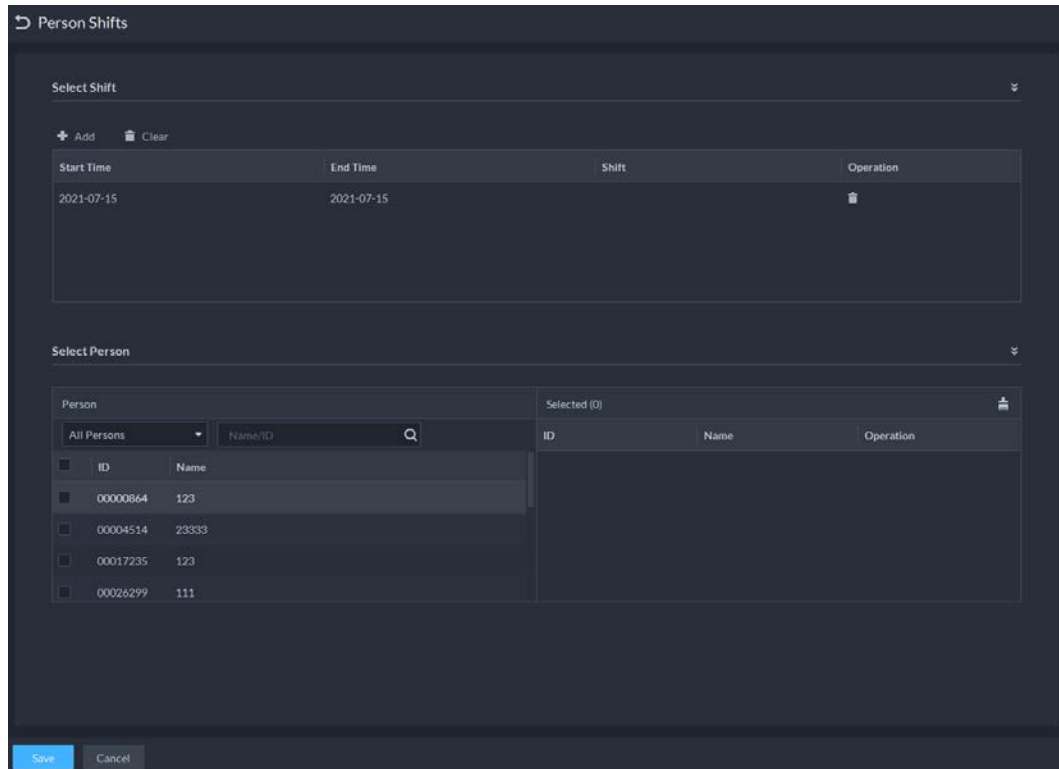 Person Shifts
Select Shift
Add Clear
Start Time End Time Shift Operation
2021-07-15 2021-07-15
Select Person
Person Selected (0)
All Persons Name/ID ID Name Operation
ID Name
00000864 123
00004514 23333
00017235 123
00026299 111
Save Cancel